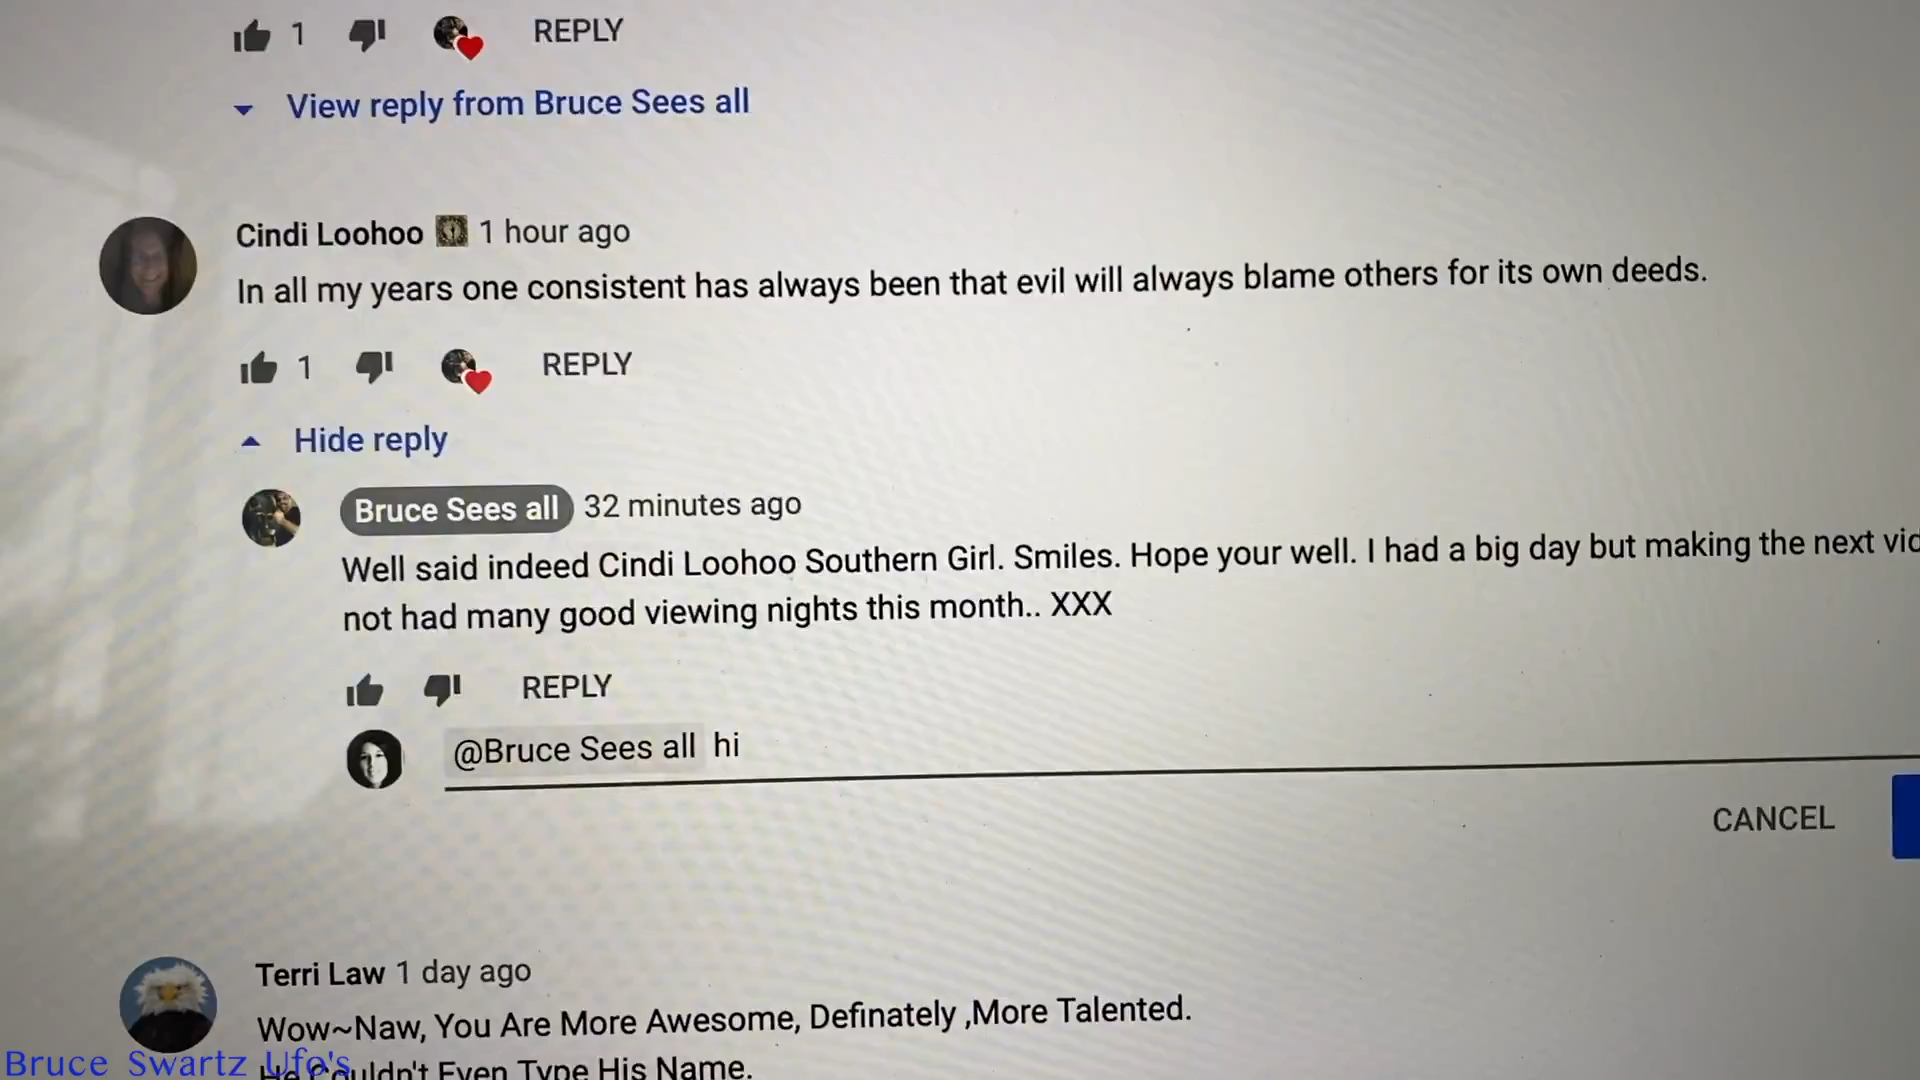 1 REPLY
View reply from Bruce Sees all
Cindi Loohoo 1 hour ago
In all my years one consistent has always been that evil will always blame others for its own deeds.
1 REPLY
Hide reply
Bruce Sees all 32 minutes ago
Well said indeed Cindi Loohoo Southern Girl. Smiles. Hope your well. I had a big day but making the next
not had many good viewing nights this month.. XXX
REPLY
@Bruce Sees all hi
CANCEL
Terri Law 1 day ago
Wow~Naw, You Are More Awesome, Definately ,More Talented.
He Couldn't Even Type His Name.
Bruce Swartz Ufo's